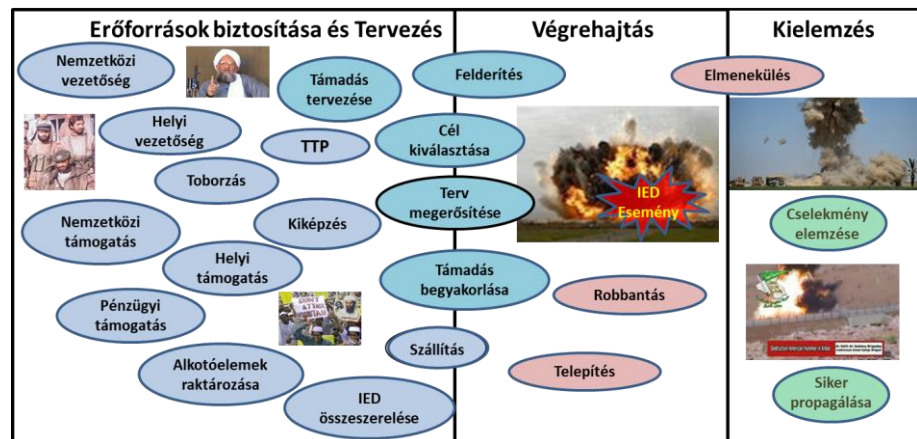 Erőforrások biztosítása és Tervezés
Végrehajtás
Kielemzés
Nemzetközi
vezetőség
Támadás
tervezése
Helyi
vezetőség
TTP
Toborzás
Nemzetközi
támogatás
Kiképzés
Helyi
támogatás
Pénzügyi
támogatás
Alkotóelemek
raktározása
IED
összeszerelése
Felderítés
Cél
kiválasztása
Terv
megerősítése
Támadás
begyakorlása
Szállítás
Elmenekülés
IED
Esemény
Robbantás
Telepítés
Cselekmény
elemzése
Siker
propagálása
DON'T
ATTACK